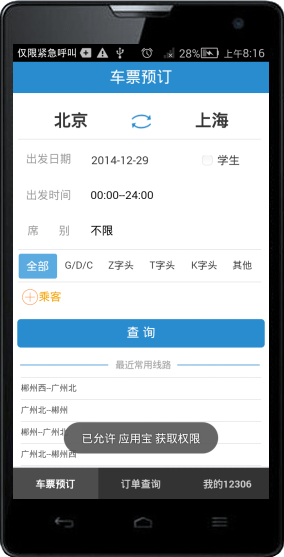 仅限紧急呼叫 28% 上午8:16
车票预订
北京 上海
出发日期 2014-12-29 学生
出发时间 00:00--24:00
席 别 不限
全部 G/D/C Z字头 T字头 K字头 其他
乘客
查 询
最近常用线路
郴州西--广州北
广州北--郴州
郴州--广州北
广州北--郴州西
已允许 应用宝 获取权限
车票预订 订单查询 我的12306